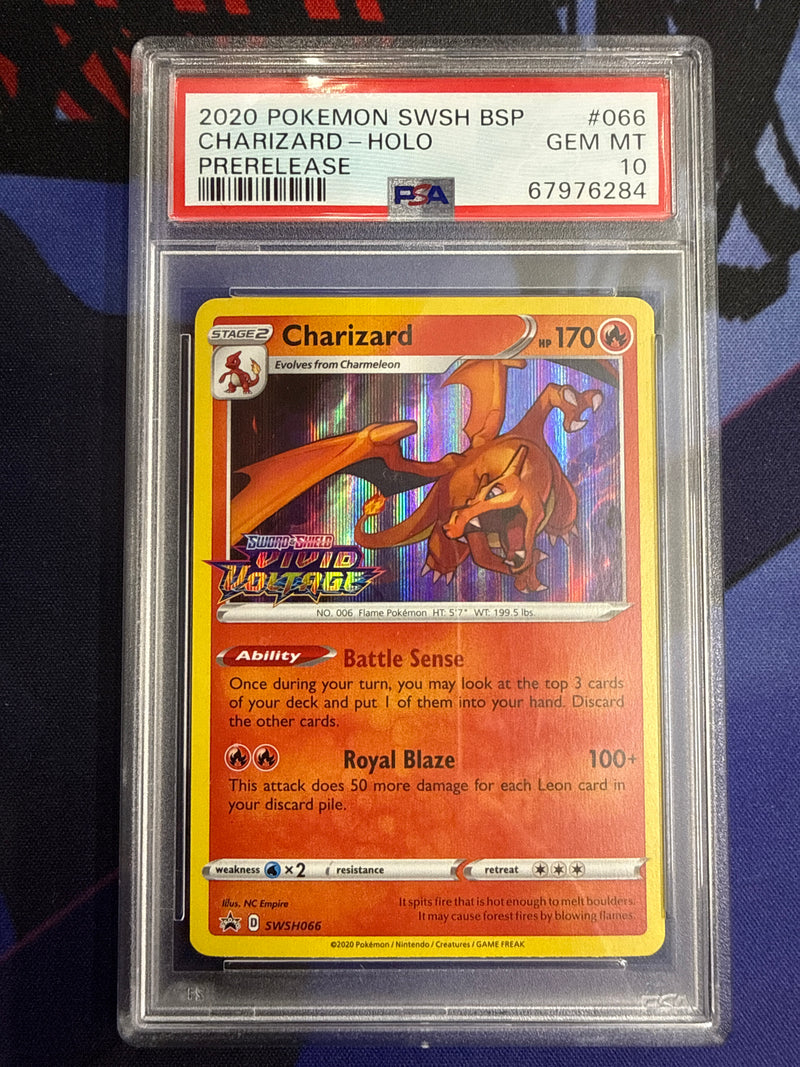 2020 POKEMON SWSH BSP #066
CHARIZARD-HOLO GEM MT
PRERELEASE 10
PSA 67976284
STAGE 2 Charizard HP 170
Evolves from Charmeleon
SWORD & SHIELD
VIVID
VOLTAGE
NO. 006 Flame Pokémon HT: 5'7" WT: 199.5 lbs.
Ability Battle Sense
Once during your turn, you may look at the top 3 cards
of your deck and put 1 of them into your hand. Discard
the other cards.
Royal Blaze 100+
This attack does 50 more damage for each Leon card in
your discard pile.
weakness ×2 resistance retreat
Illus. NC Empire
It spits fire that is hot enough to melt boulders.
It may cause forest fires by blowing flames.
D SWSH066
©2020 Pokémon / Nintendo / Creatures / GAME FREAK